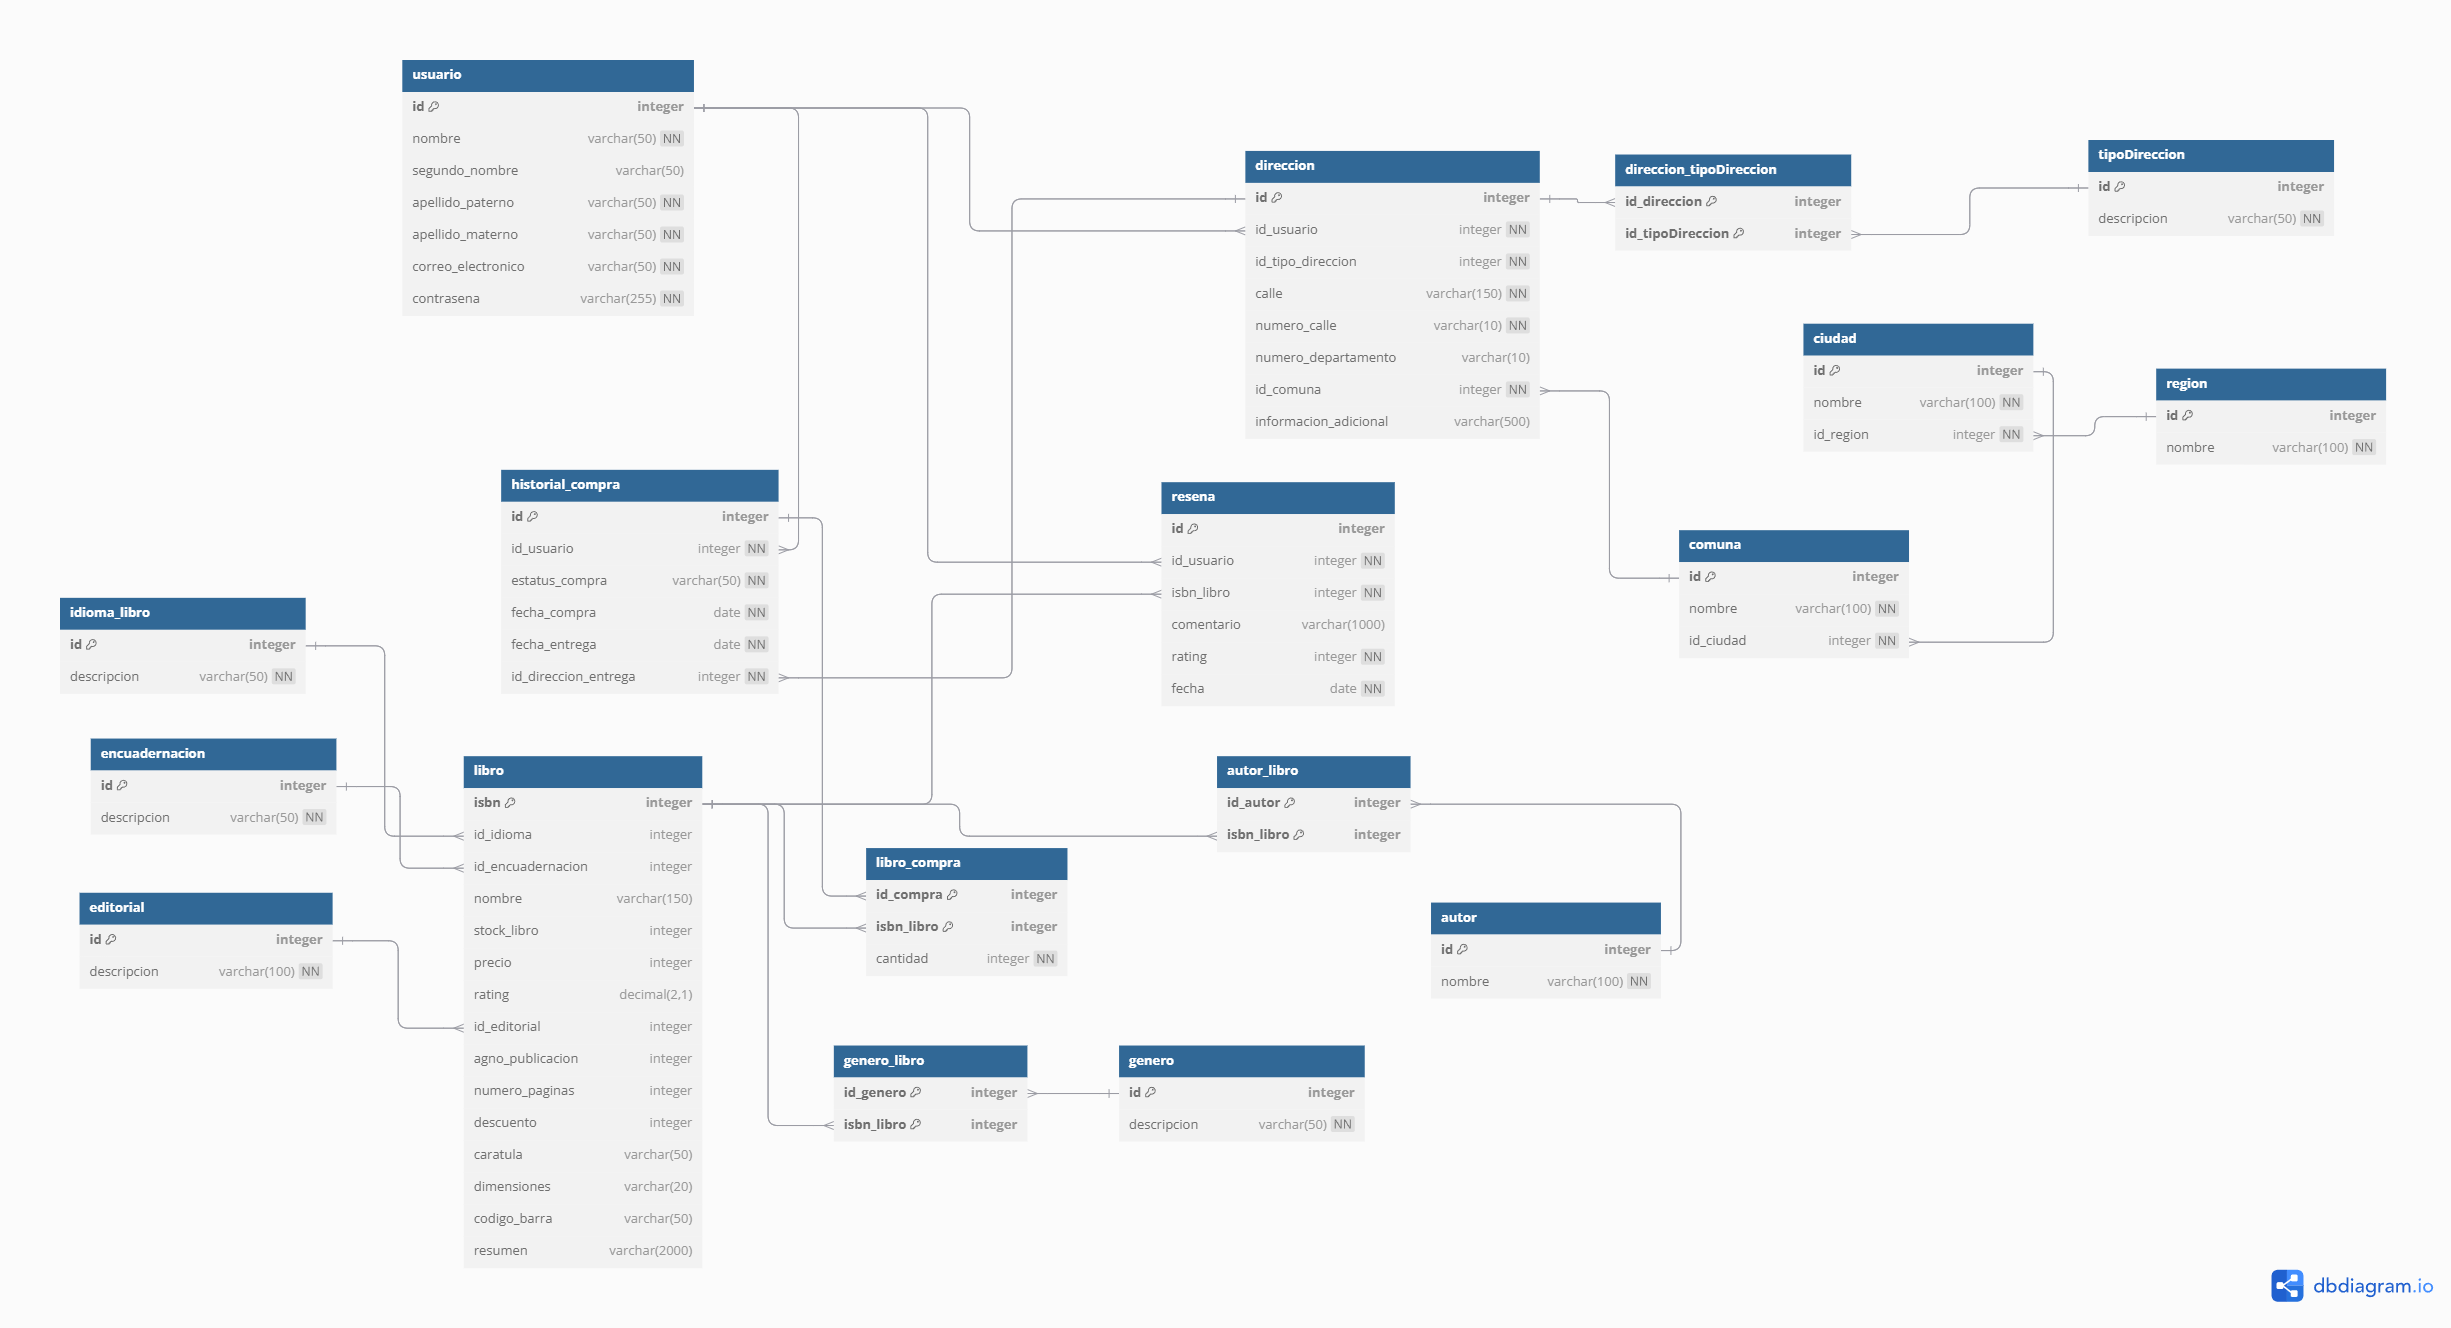 usuario
id integer
nombre varchar(50) NN
segundo_nombre varchar(50)
apellido_paterno varchar(50) NN
apellido_materno varchar(50) NN
correo_electronico varchar(50) NN
contrasena varchar(255) NN
direccion
id integer
id_usuario integer NN
id_tipo_direccion integer NN
calle varchar(150) NN
numero_calle varchar(10) NN
numero_departamento varchar(10)
id_comuna integer NN
informacion_adicional varchar(500)
direccion_tipoDireccion
id_direccion integer
id_tipoDireccion integer
tipoDireccion
id integer
descripcion varchar(50) NN
ciudad
id integer
nombre varchar(100) NN
id_region integer NN
region
id integer
nombre varchar(100) NN
historial_compra
id integer
id_usuario integer NN
estatus_compra varchar(50) NN
fecha_compra date NN
fecha_entrega date NN
id_direccion_entrega integer NN
resena
id integer
id_usuario integer NN
isbn_libro integer NN
comentario varchar(1000)
rating integer NN
fecha date NN
comuna
id integer
nombre varchar(100) NN
id_ciudad integer NN
idioma_libro
id integer
descripcion varchar(50) NN
encuadernacion
id integer
descripcion varchar(50) NN
editorial
id integer
descripcion varchar(100) NN
libro
isbn integer
id_idioma integer
id_encuadernacion integer
nombre varchar(150)
stock_libro integer
precio integer
rating decimal(2,1)
id_editorial integer
agno_publicacion integer
numero_paginas integer
descuento integer
caratula varchar(50)
dimensiones varchar(20)
codigo_barra varchar(50)
resumen varchar(2000)
autor_libro
id_autor integer
isbn_libro integer
libro_compra
id_compra integer
isbn_libro integer
cantidad integer NN
autor
id integer
nombre varchar(100) NN
genero_libro
id_genero integer
isbn_libro integer
genero
id integer
descripcion varchar(50) NN
dbdiagram.io